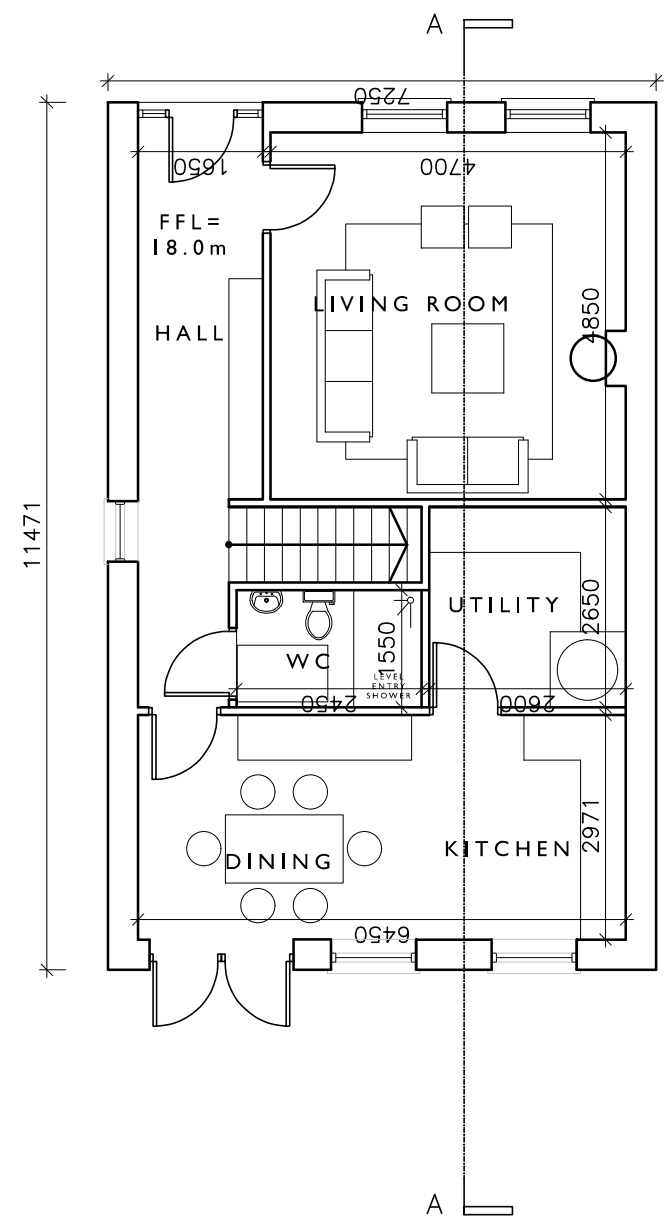 A
7250
1650
4700
FFL=
18.0m
LIVING ROOM
4850
HALL
11471
UTILITY
2650
1550
WC
LEVEL
ENTRY
SHOWER
2450
2600
KITCHEN
2971
DINING
6450
A